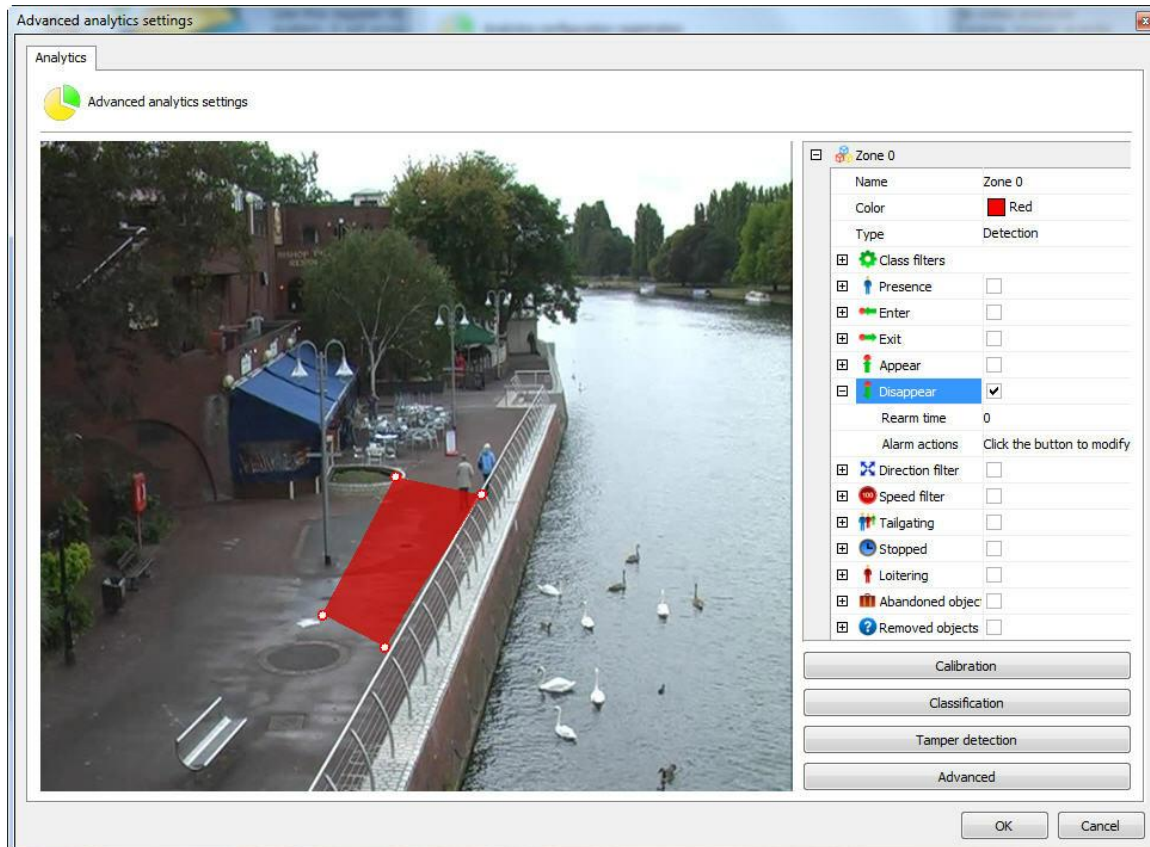 Advanced analytics settings
Analytics
Advanced analytics settings
Zone 0
Name Zone 0
Color Red
Type Detection
Class filters
Presence
Enter
Exit
Appear
Disappear
Rearm time 0
Alarm actions Click the button to modify
Direction filter
100 Speed filter
Tailgating
Stopped
Loitering
Abandoned objec
? Removed objects
Calibration
Classification
Tamper detection
Advanced
OK Cancel